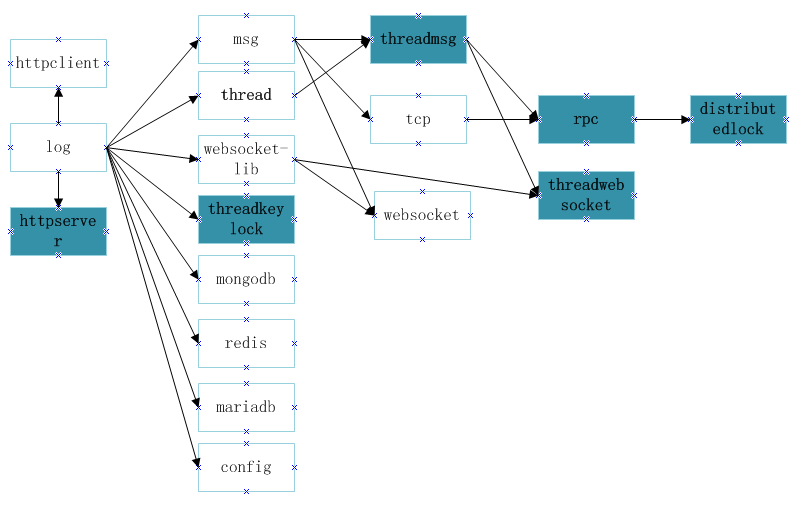 msg
threadmsg
httpclient
thread
tcp
rpc
distribut
edlock
log
websocket-
lib
threadweb
socket
threadkey
lock
websocket
httpserve
r
mongodb
redis
mariadb
config